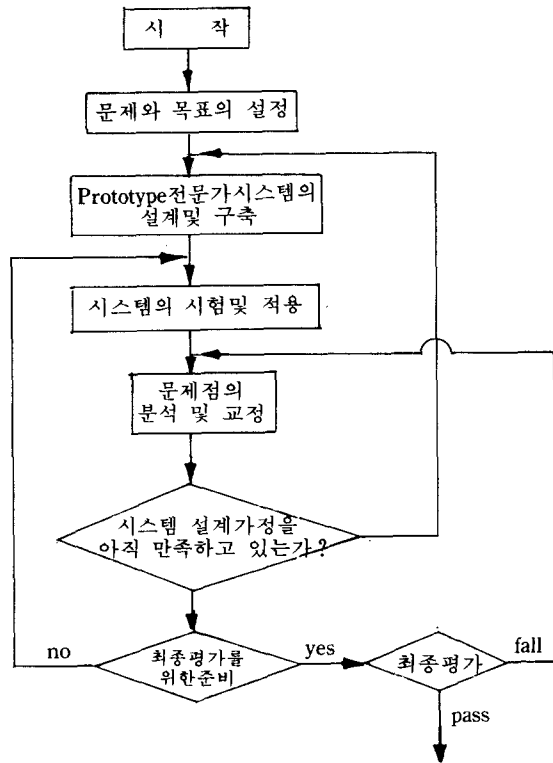 시 작
문제와 목표의 설정
Prototype전문가시스템의
설계및 구축
시스템의 시험및 적용
문제점의
분석 및 교정
시스템 설계가정을
아직 만족하고 있는가?
no
최종평가를
위한준비
yes
최종평가
fall
pass